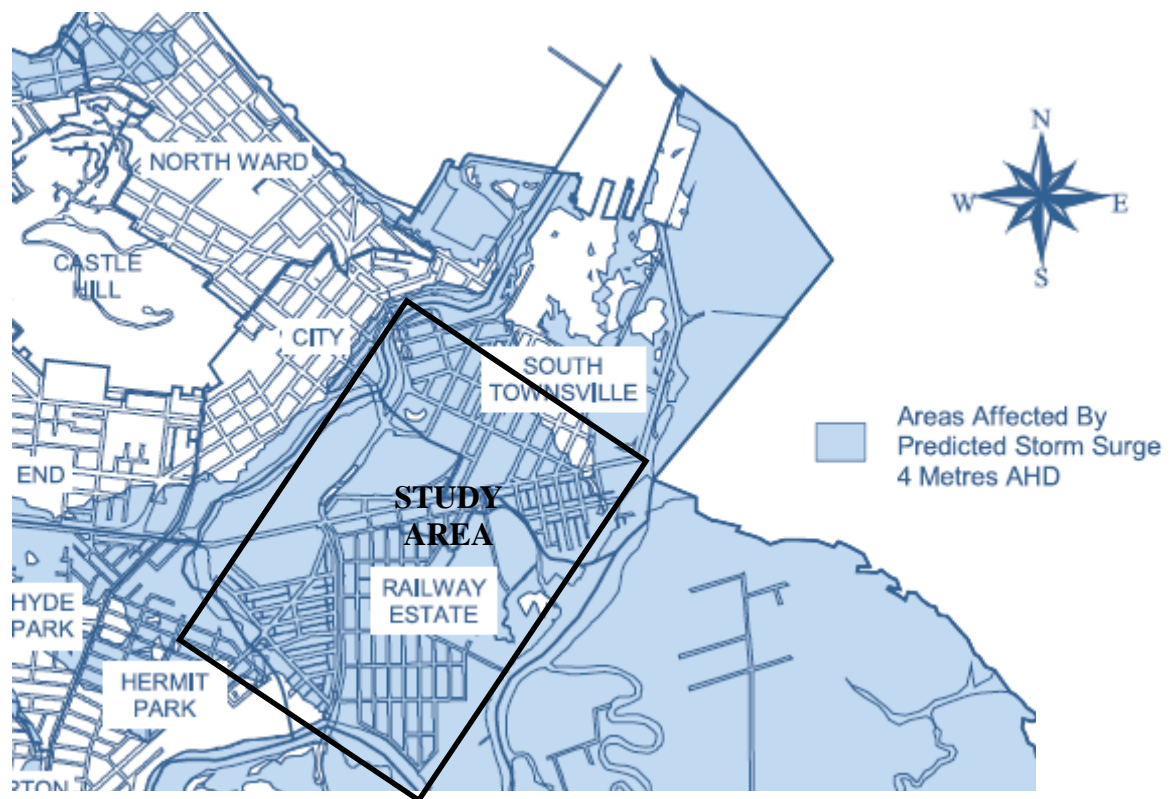 N
W
E
S
NORTH WARD
CASTLE
HILL
CITY
SOUTH
TOWNSVILLE
Areas Affected By
Predicted Storm Surge
4 Metres AHD
END
STUDY
AREA
RAILWAY
ESTATE
HYDE
PARK
HERMIT
PARK
RTON